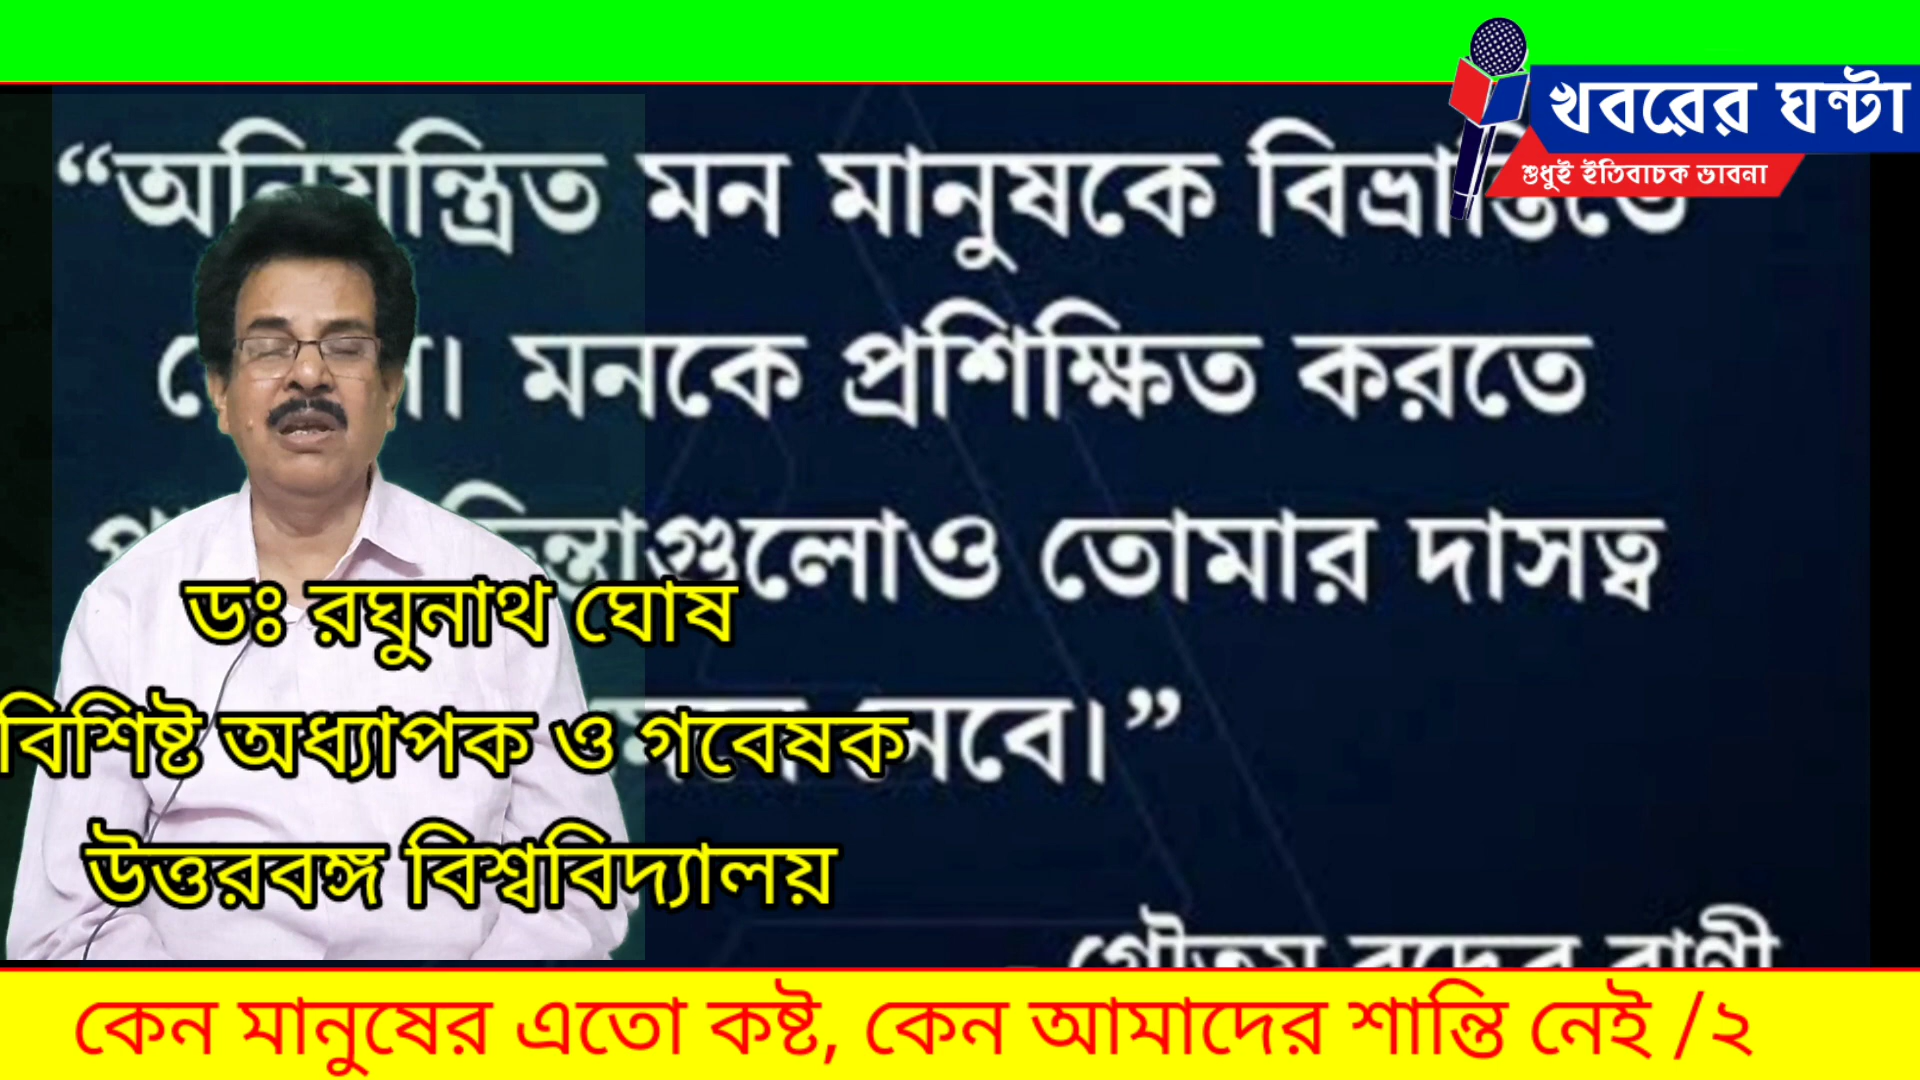 খবরের ঘন্টা
শুধুই ইতিবাচক ভাবনা
মন মানুষকে
মনকে প্রশিক্ষিত করতে
তোমার দাসত্ব
নেবে।”
ডঃ রঘুনাথ ঘোষ
বিশিষ্ট অধ্যাপক ও গবেষক
উত্তরবঙ্গ বিশ্ববিদ্যালয়
কেন মানুষের এতো কষ্ট, কেন আমাদের শান্তি নেই /২